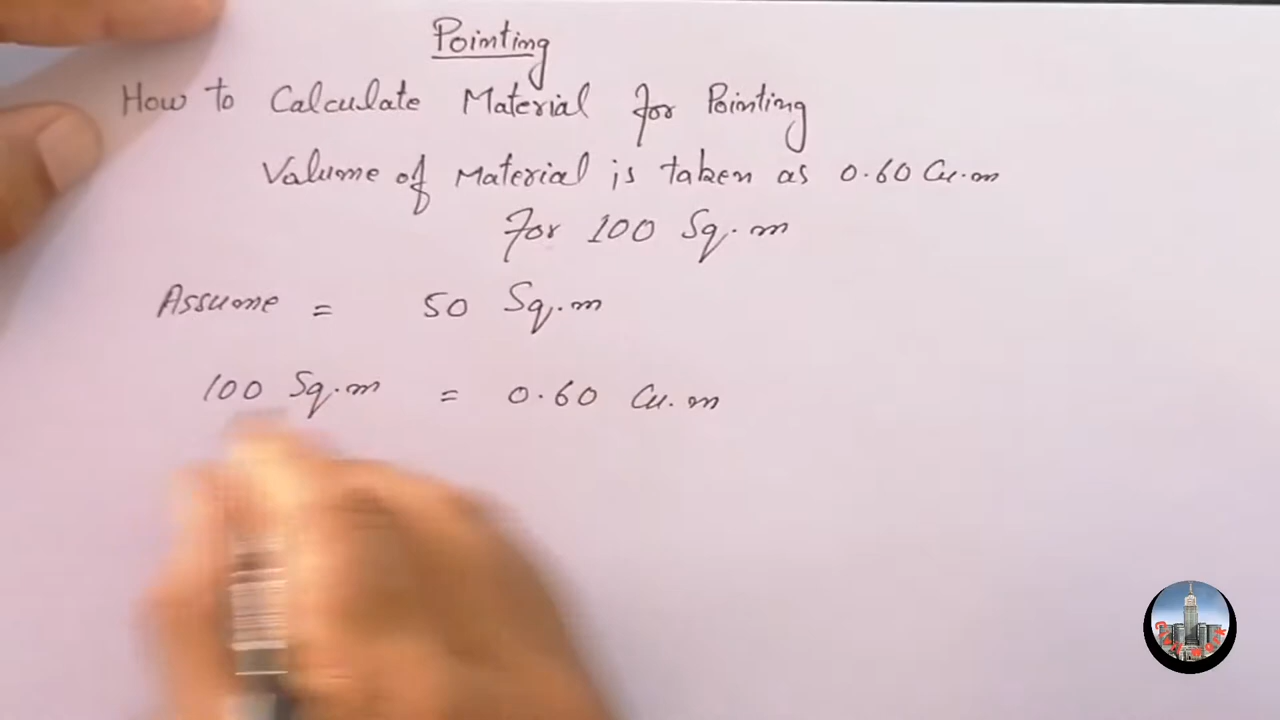 Pointing
How to Calculate Material for Pointing
Volume of Material is taken as 0.60 Cu.m
For 100 Sq.m
Assume = 50 Sq.m
100 Sq.m = 0.60 Cu.m